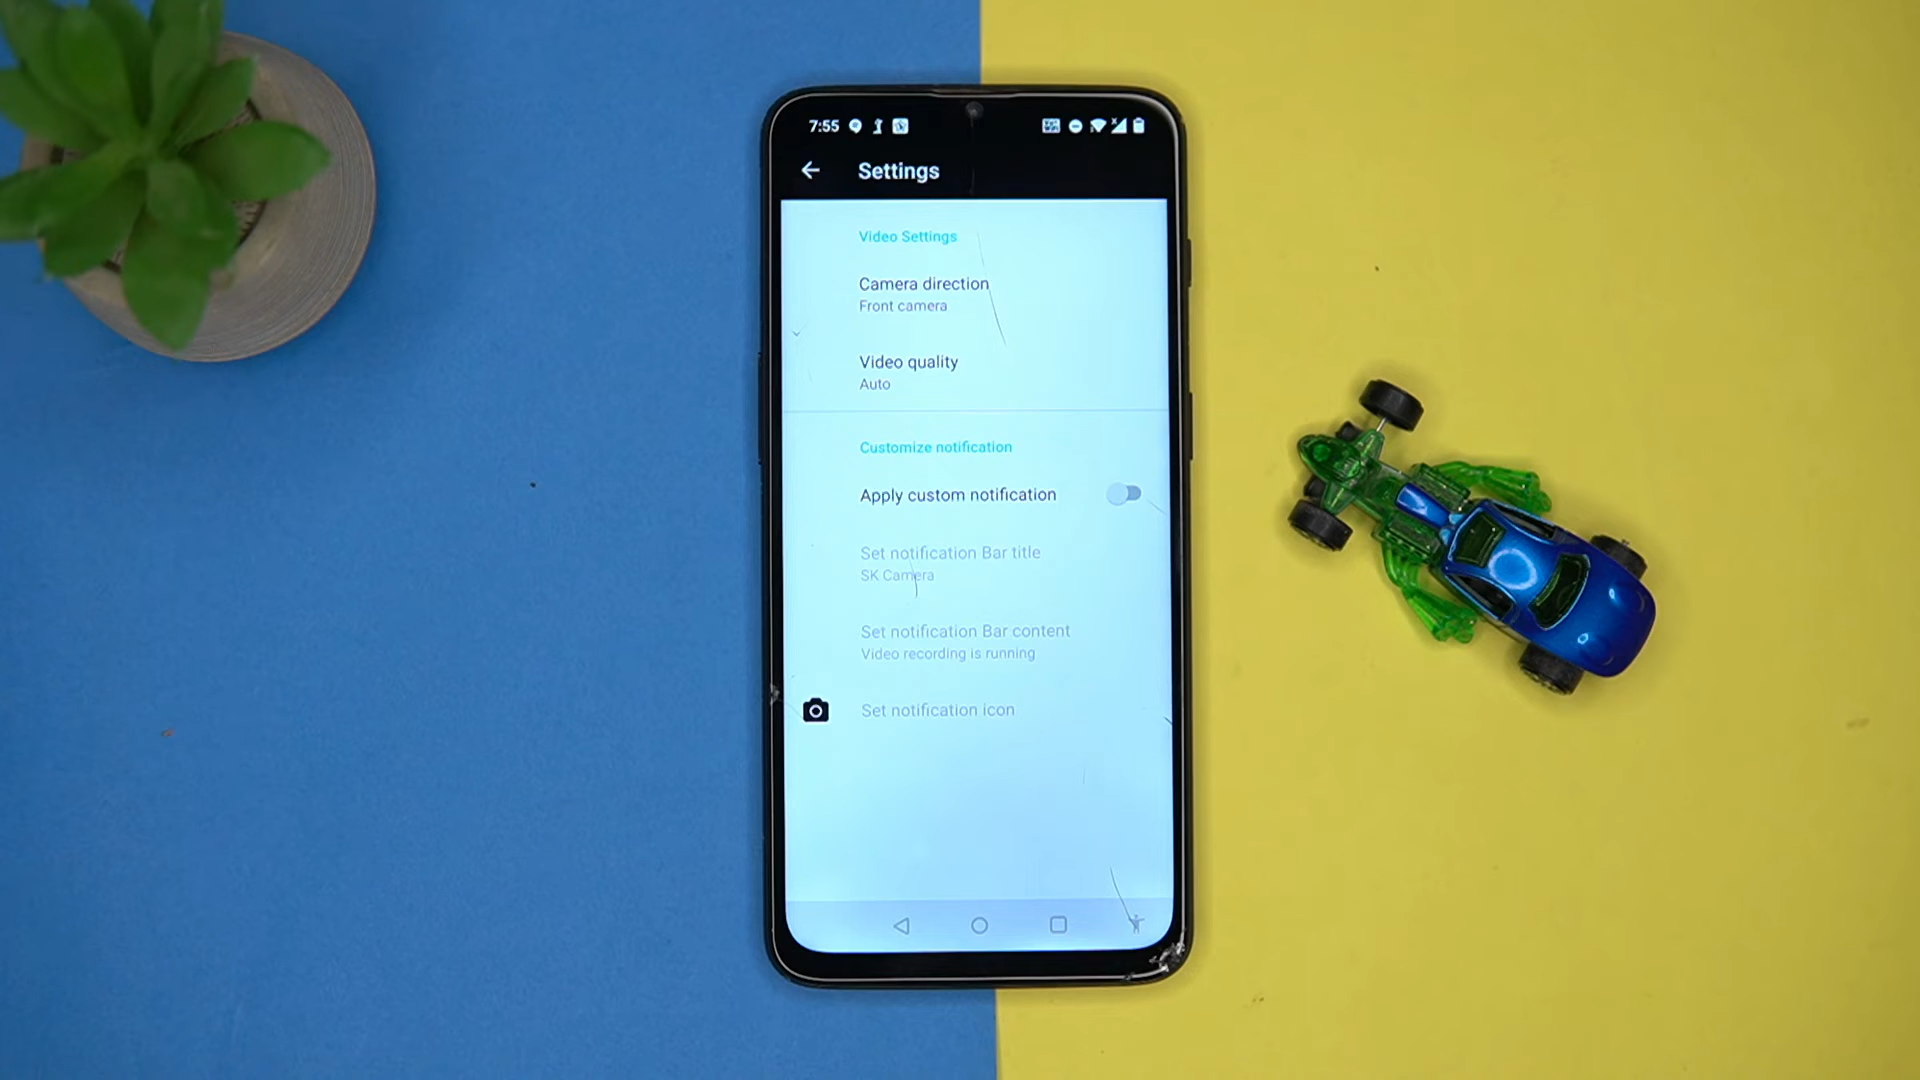 7:55
Settings
Video Settings
Camera direction
Front camera
Video quality
Auto
Customize notification
Apply custom notification
Set notification Bar title
SK Camera
Set notification Bar content
Video recording is running
Set notification icon